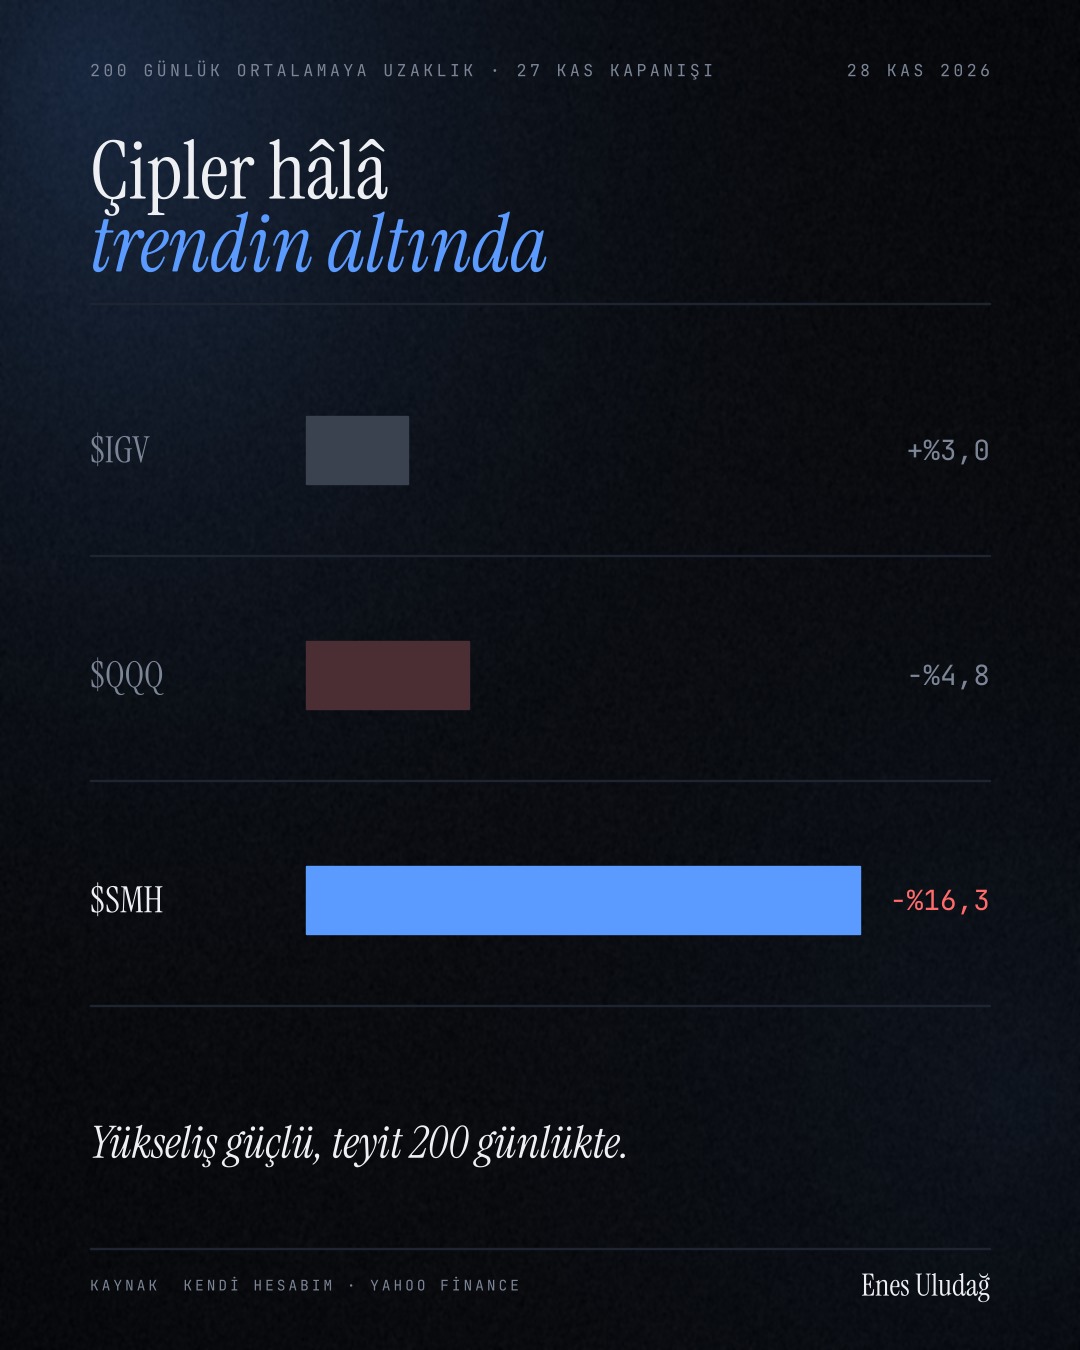 200 GÜNLÜK ORTALAMAYA UZAKLIK · 27 KAS KAPANIŞI
28 KAS 2026
Çipler hâlâ
trendin altında
$IGV
+%3,0
$QQQ
-%4,8
$SMH
-%16,3
Yükseliş güçlü, teyit 200 günlükte.
KAYNAK KENDİ HESABIM · YAHOO FİNANCE
Enes Uludağ